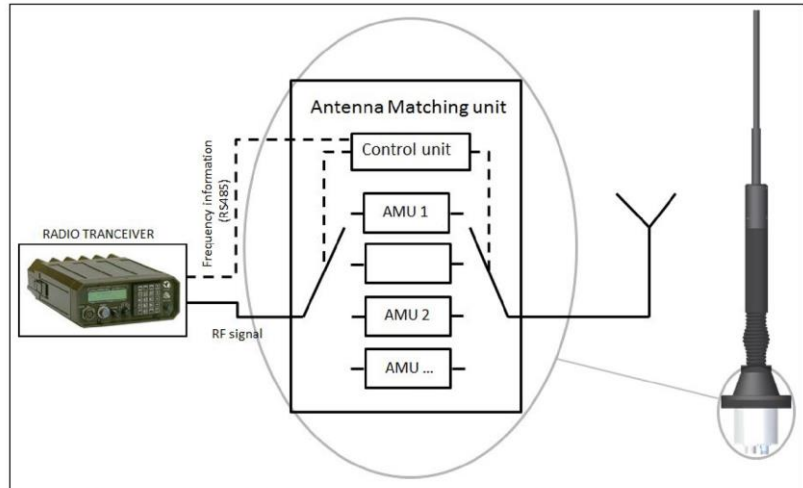 Antenna Matching unit
Control unit
Frequency information
(RS485)
AMU 1
RADIO TRANCEIVER
AMU 2
RF signal
AMU ...